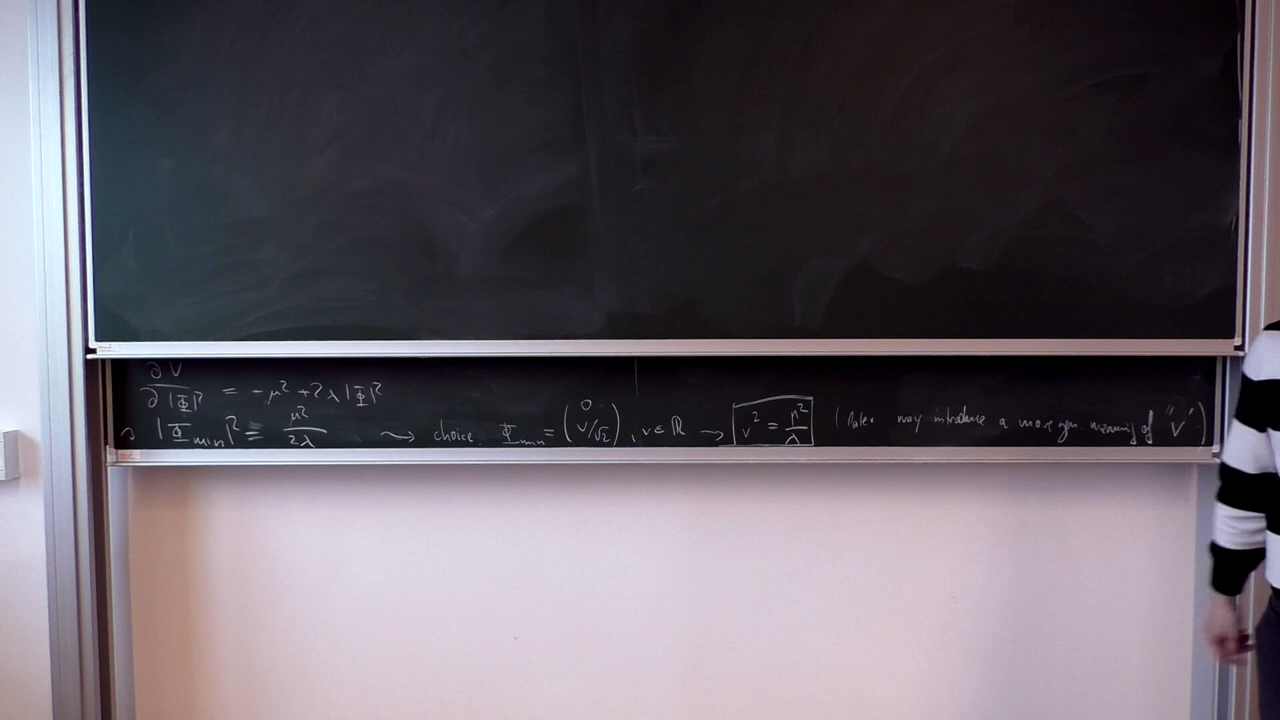 ∂V/∂|Φ|² = -μ² + 2λ|Φ|²
|Φ_min|² = μ²/2λ ⇝ choice Φ_min = (0, v/√2), v ∈ ℝ → v² = μ²/λ (later may introduce a more gen. meaning of "v")